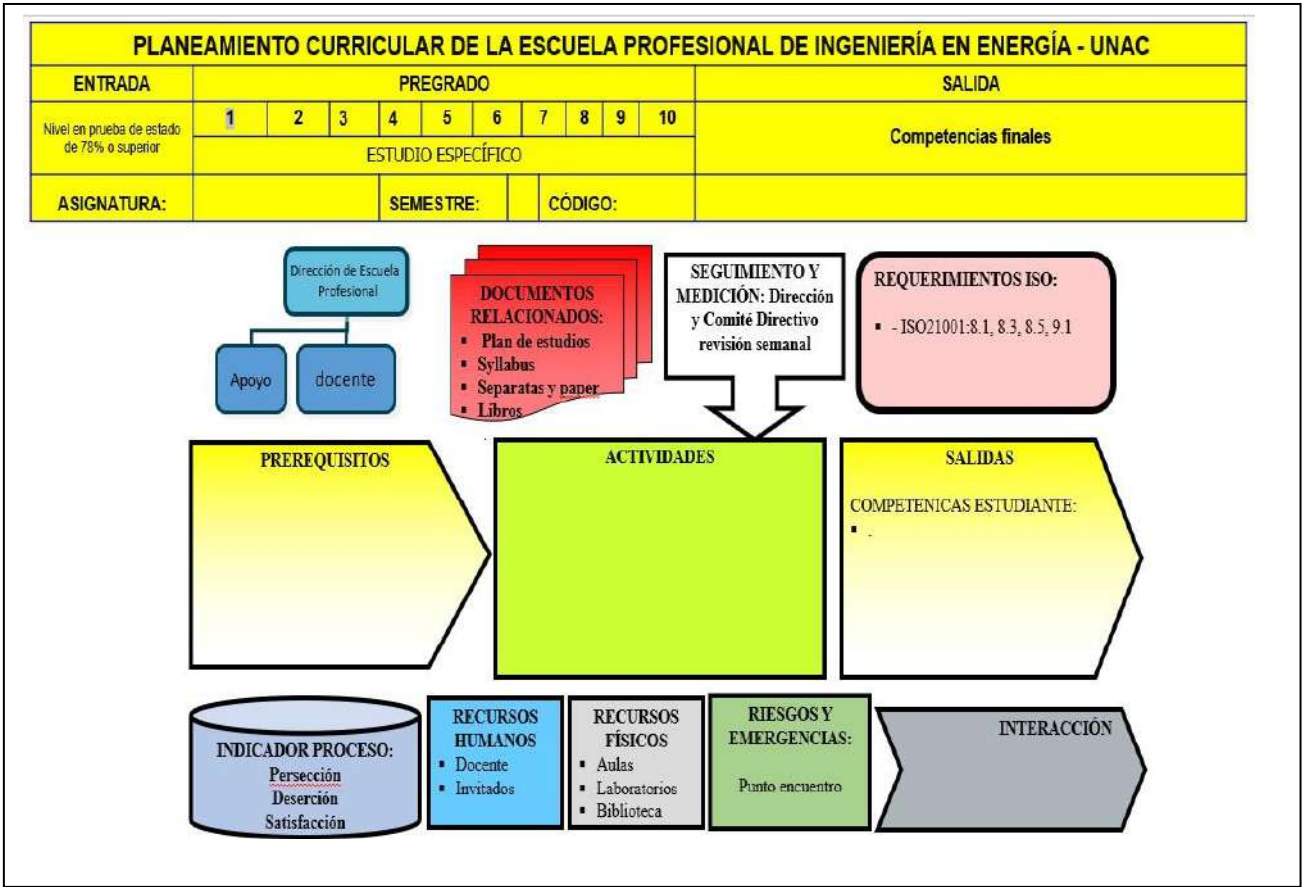 PLANEAMIENTO CURRICULAR DE LA ESCUELA PROFESIONAL DE INGENIERÍA EN ENERGÍA - UNAC
ENTRADA
PREGRADO
SALIDA
Nivel en prueba de estado
de 78% o superior
1 2 3 4 5 6 7 8 9 10
ESTUDIO ESPECÍFICO
Competencias finales
ASIGNATURA:
SEMESTRE:
CÓDIGO:
Dirección de Escuela
Profesional
Apoyo
docente
DOCUMENTOS
RELACIONADOS:
▪ Plan de estudios
▪ Syllabus
▪ Separatas y paper
▪ Libros
SEGUIMIENTO Y
MEDICIÓN: Dirección
y Comité Directivo
revisión semanal
REQUERIMIENTOS ISO:
▪ - ISO21001:8.1, 8.3, 8.5, 9.1
PREREQUISITOS
ACTIVIDADES
SALIDAS
COMPETENICAS ESTUDIANTE:
▪ .
INDICADOR PROCESO:
Persección
Deserción
Satisfacción
RECURSOS
HUMANOS
▪ Docente
▪ Invitados
RECURSOS
FÍSICOS
▪ Aulas
▪ Laboratorios
▪ Biblioteca
RIESGOS Y
EMERGENCIAS:
Punto encuentro
INTERACCIÓN